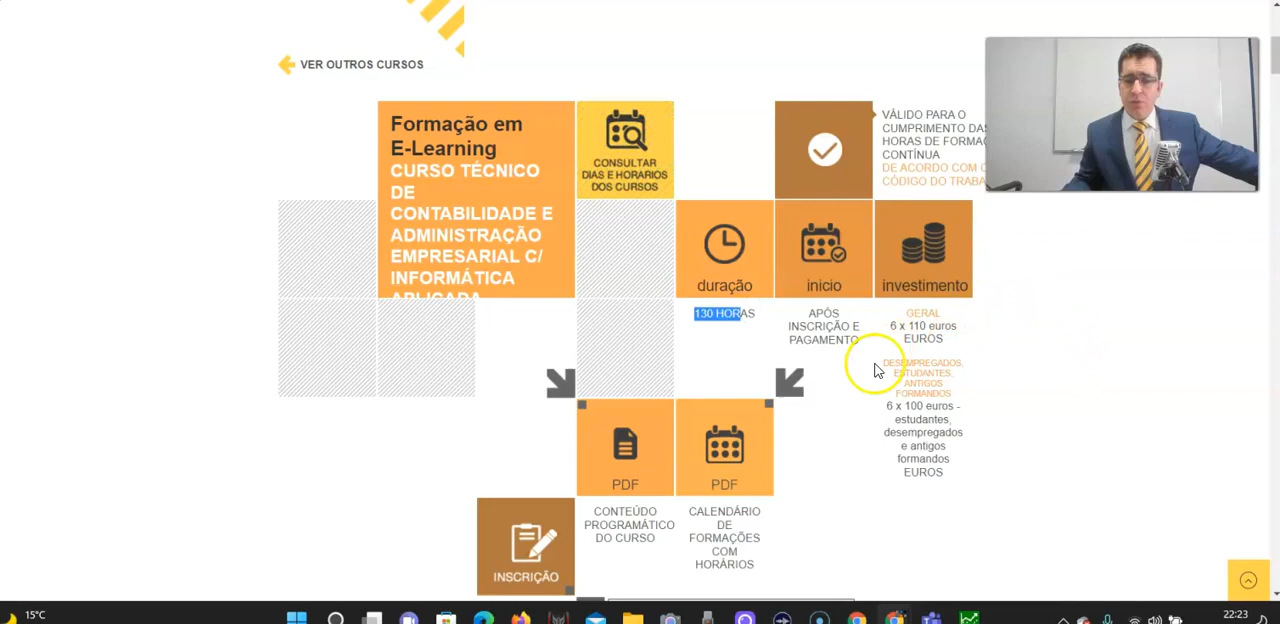 VER OUTROS CURSOS
Formação em
E-Learning
CURSO TÉCNICO
DE
CONTABILIDADE E
ADMINISTRAÇÃO
EMPRESARIAL C/
INFORMÁTICA
APLICADA
CONSULTAR
DIAS E HORARIOS
DOS CURSOS
VÁLIDO PARA O
CUMPRIMENTO DAS
HORAS DE FORMA
CONTÍNUA
DE ACORDO COM
CÓDIGO DO TRABA
duração
130 HORAS
inicio
APÓS
INSCRIÇÃO E
PAGAMENTO
investimento
GERAL
6 x 110 euros
EUROS
DESEMPREGADOS,
ESTUDANTES,
ANTIGOS
FORMANDOS
6 x 100 euros -
estudantes,
desempregados
e antigos
formandos
EUROS
PDF
CONTEÚDO
PROGRAMÁTICO
DO CURSO
PDF
CALENDÁRIO
DE
FORMAÇÕES
COM
HORÁRIOS
INSCRIÇÃO
15°C
22:23